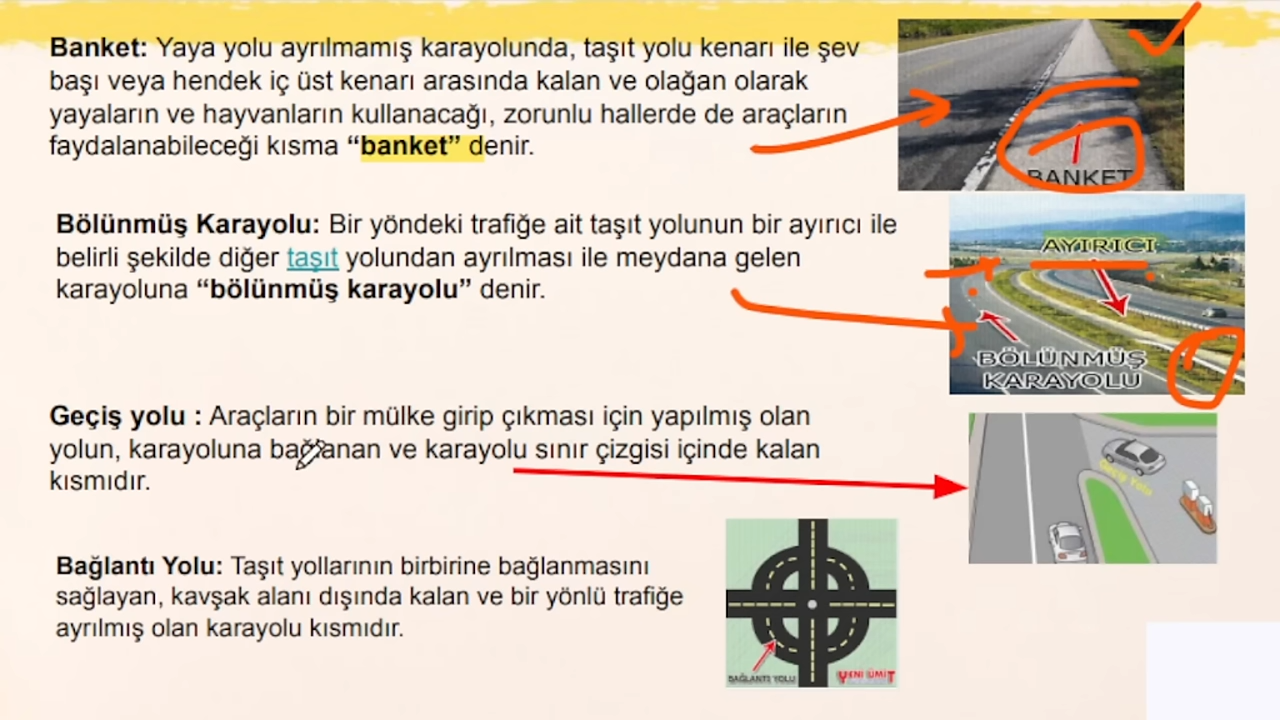 Banket: Yaya yolu ayrılmamış karayolunda, taşıt yolu kenarı ile şev
başı veya hendek iç üst kenarı arasında kalan ve olağan olarak
yayaların ve hayvanların kullanacağı, zorunlu hallerde de araçların
faydalanabileceği kısma “banket” denir.
BANKET
Bölünmüş Karayolu: Bir yöndeki trafiğe ait taşıt yolunun bir ayırıcı ile
belirli şekilde diğer taşıt yolundan ayrılması ile meydana gelen
karayoluna “bölünmüş karayolu” denir.
AYIRICI
BÖLÜNMÜŞ
KARAYOLU
Geçiş yolu : Araçların bir mülke girip çıkması için yapılmış olan
yolun, karayoluna bağlanan ve karayolu sınır çizgisi içinde kalan
kısmıdır.
Geçiş Yolu
Bağlantı Yolu: Taşıt yollarının birbirine bağlanmasını
sağlayan, kavşak alanı dışında kalan ve bir yönlü trafiğe
ayrılmış olan karayolu kısmıdır.
BAĞLANTI YOLU
YENİ ÜMİT